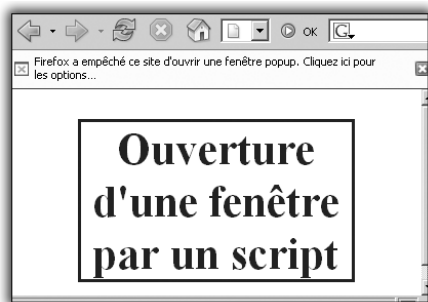 OK G
Firefox a empêché ce site d'ouvrir une fenêtre popup. Cliquez ici pour
les options...
Ouverture
d'une fenêtre
par un script